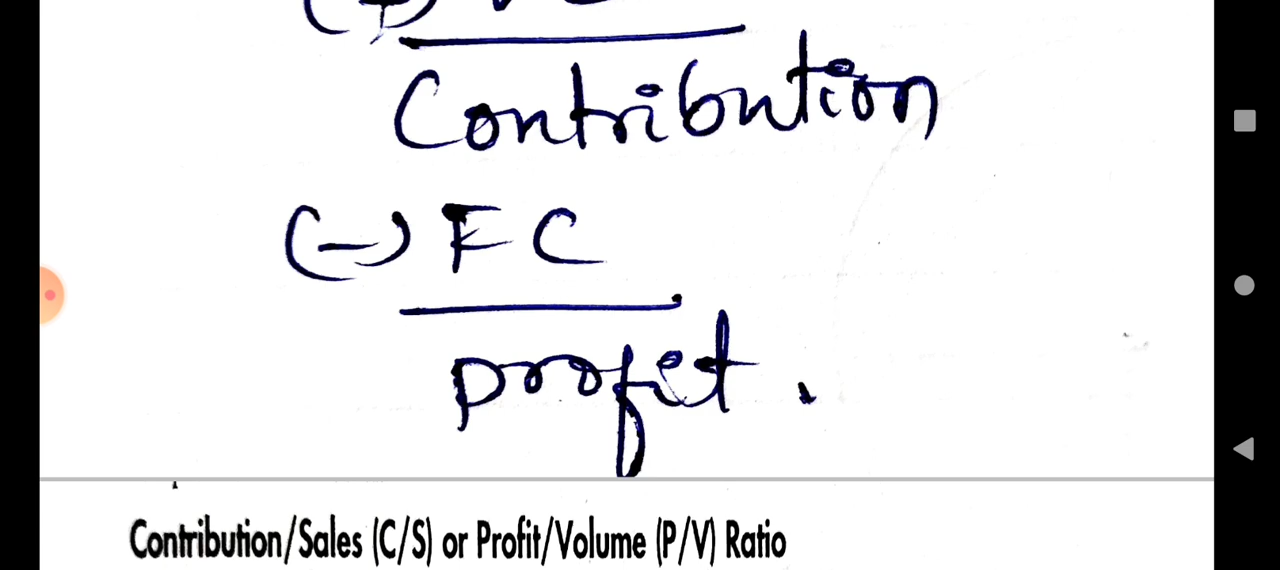 Contribution
(-) FC
profit.
Contribution/Sales (C/S) or Profit/Volume (P/V) Ratio